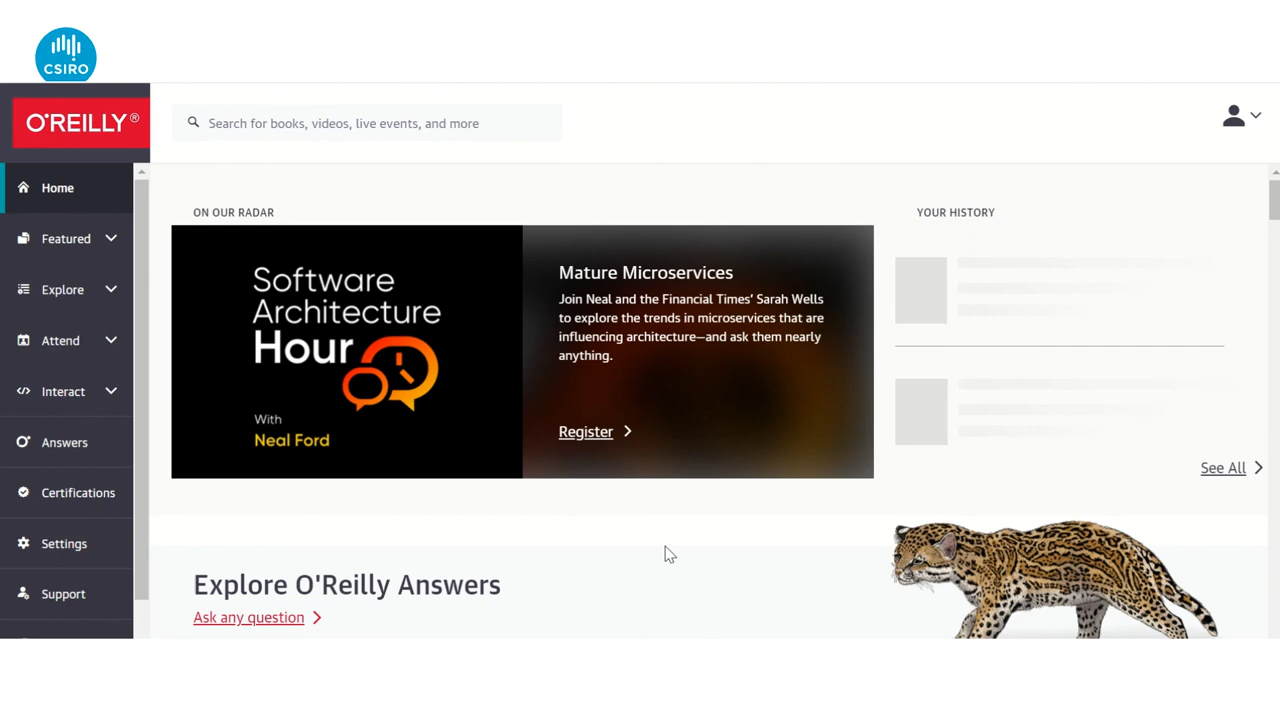 CSIRO
O'REILLY®
Search for books, videos, live events, and more
Home
Featured
Explore
Attend
Interact
Answers
Certifications
Settings
Support
ON OUR RADAR
Software
Architecture
Hour
With
Neal Ford
Mature Microservices
Join Neal and the Financial Times' Sarah Wells
to explore the trends in microservices that are
influencing architecture—and ask them nearly
anything.
Register
YOUR HISTORY
See All
Explore O'Reilly Answers
Ask any question